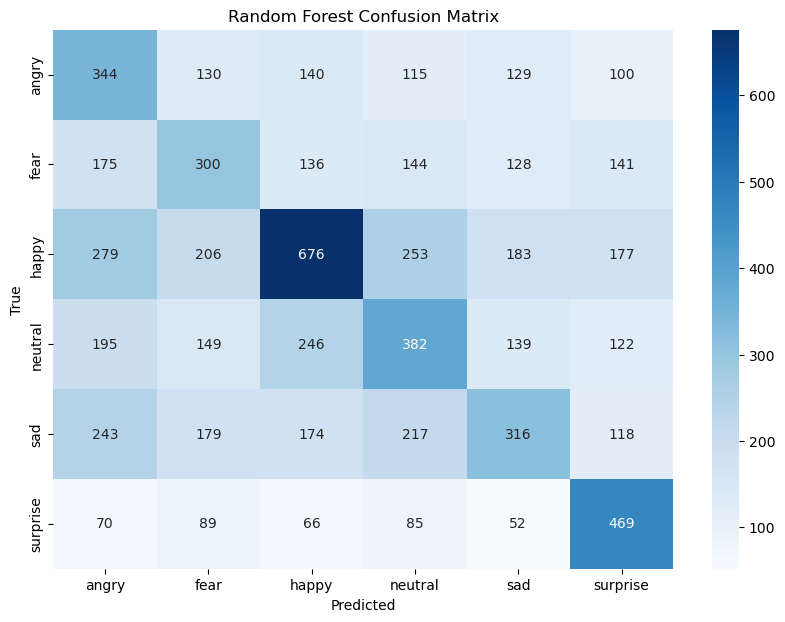 Random Forest Confusion Matrix
True
angry 344 130 140 115 129 100
fear 175 300 136 144 128 141
happy 279 206 676 253 183 177
neutral 195 149 246 382 139 122
sad 243 179 174 217 316 118
surprise 70 89 66 85 52 469
angry fear happy neutral sad surprise
Predicted
600
500
400
300
200
100